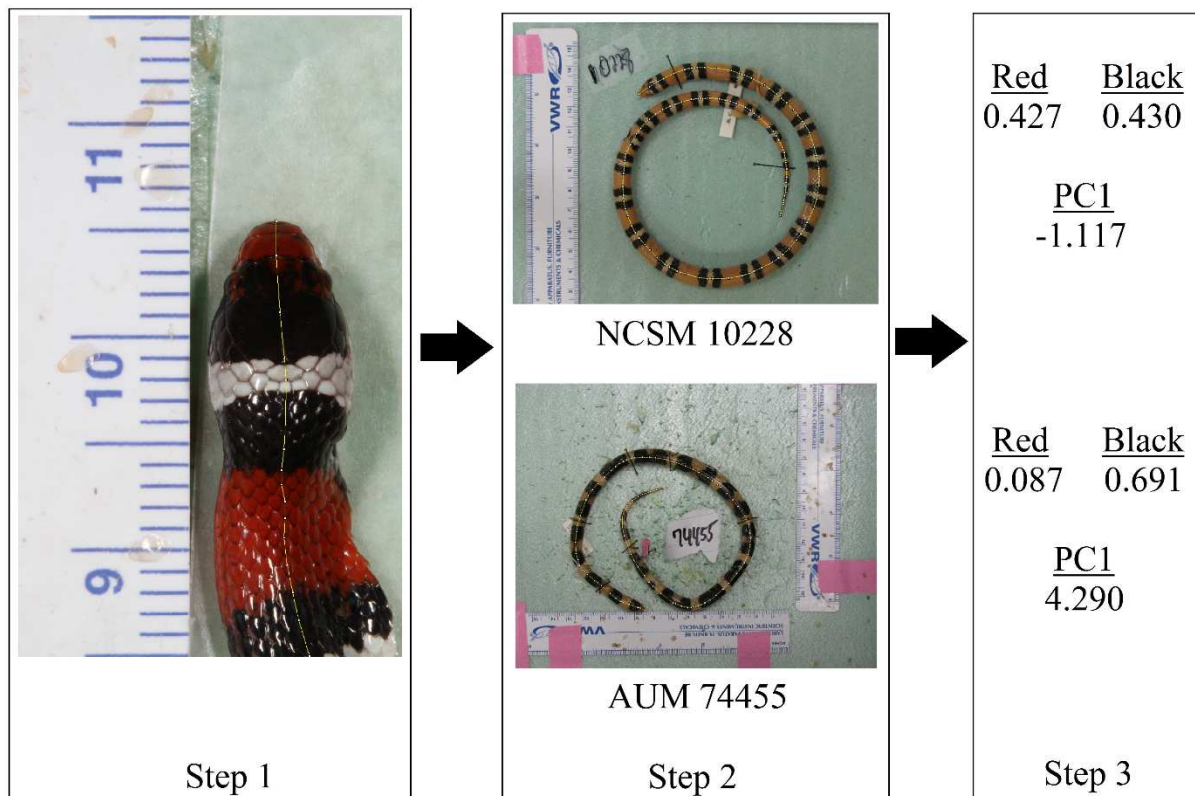 11
10
9
Step 1
10228
VWR
NCSM 10228
74455
VWR
VWR
AUM 74455
Step 2
Red Black
0.427 0.430
PC1
-1.117
Red Black
0.087 0.691
PC1
4.290
Step 3